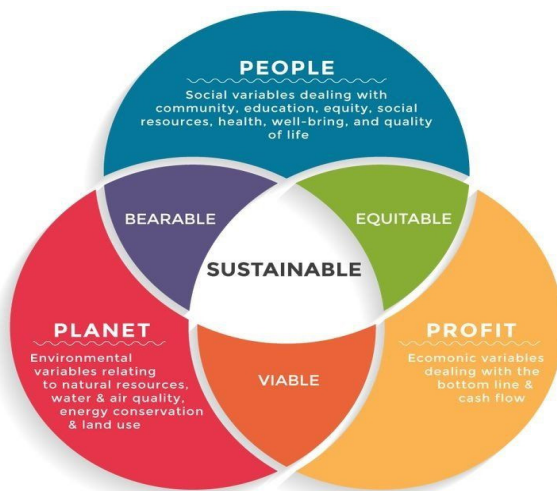 PEOPLE
Social variables dealing with
community, education, equity, social
resources, health, well-bring, and quality
of life
BEARABLE
EQUITABLE
SUSTAINABLE
PLANET
Environmental
variables relating
to natural resources,
water & air quality,
energy conservation
& land use
PROFIT
Ecomonic variables
dealing with the
bottom line &
cash flow
VIABLE